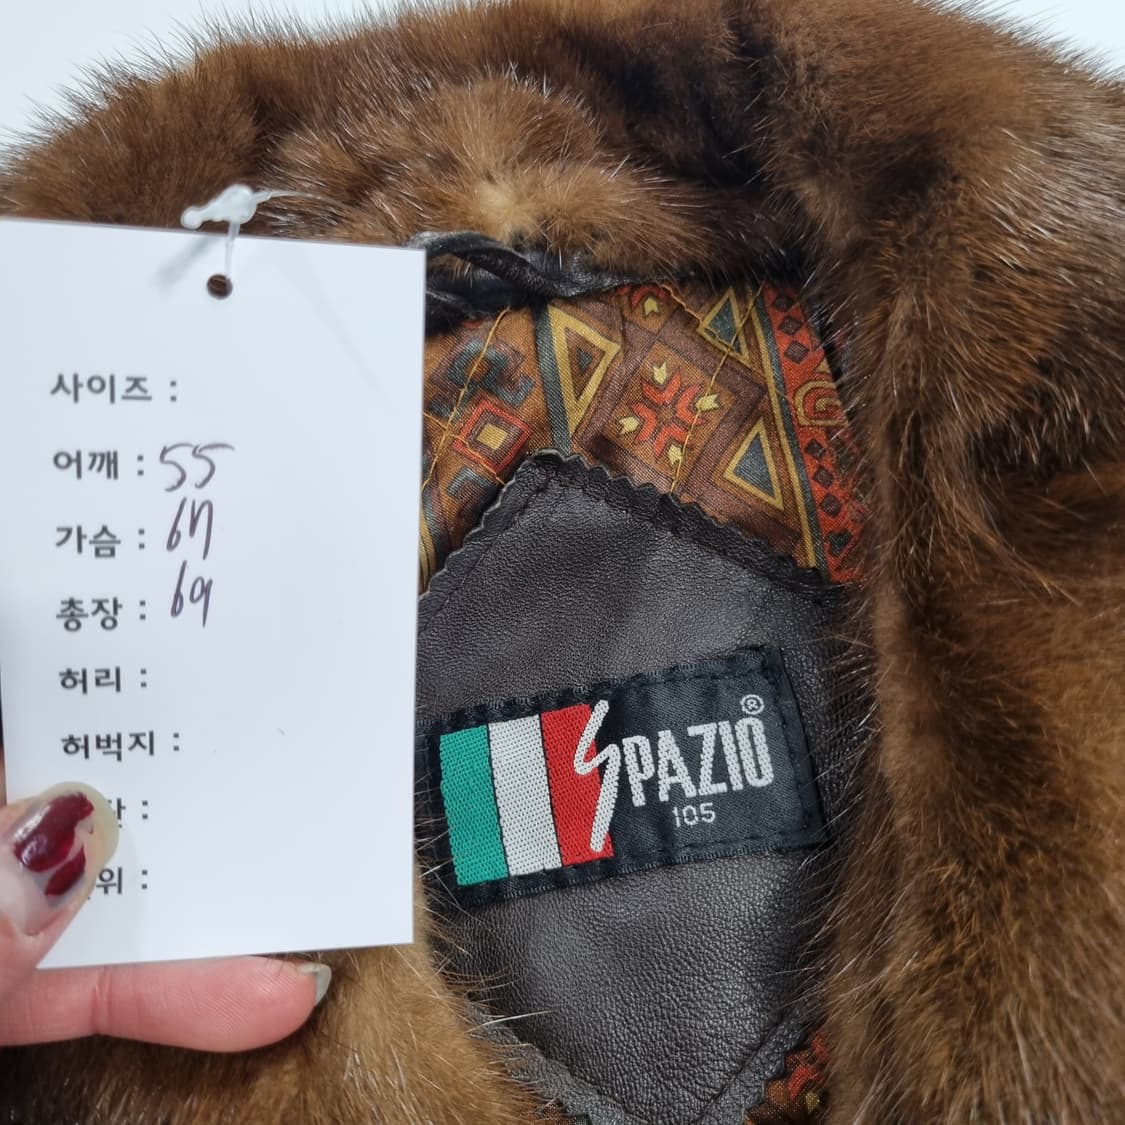 사이즈 :
어깨 : 55
가슴 : 67
총장 : 69
허리 :
허벅지 :
:
위 :
SPAZIO®
105